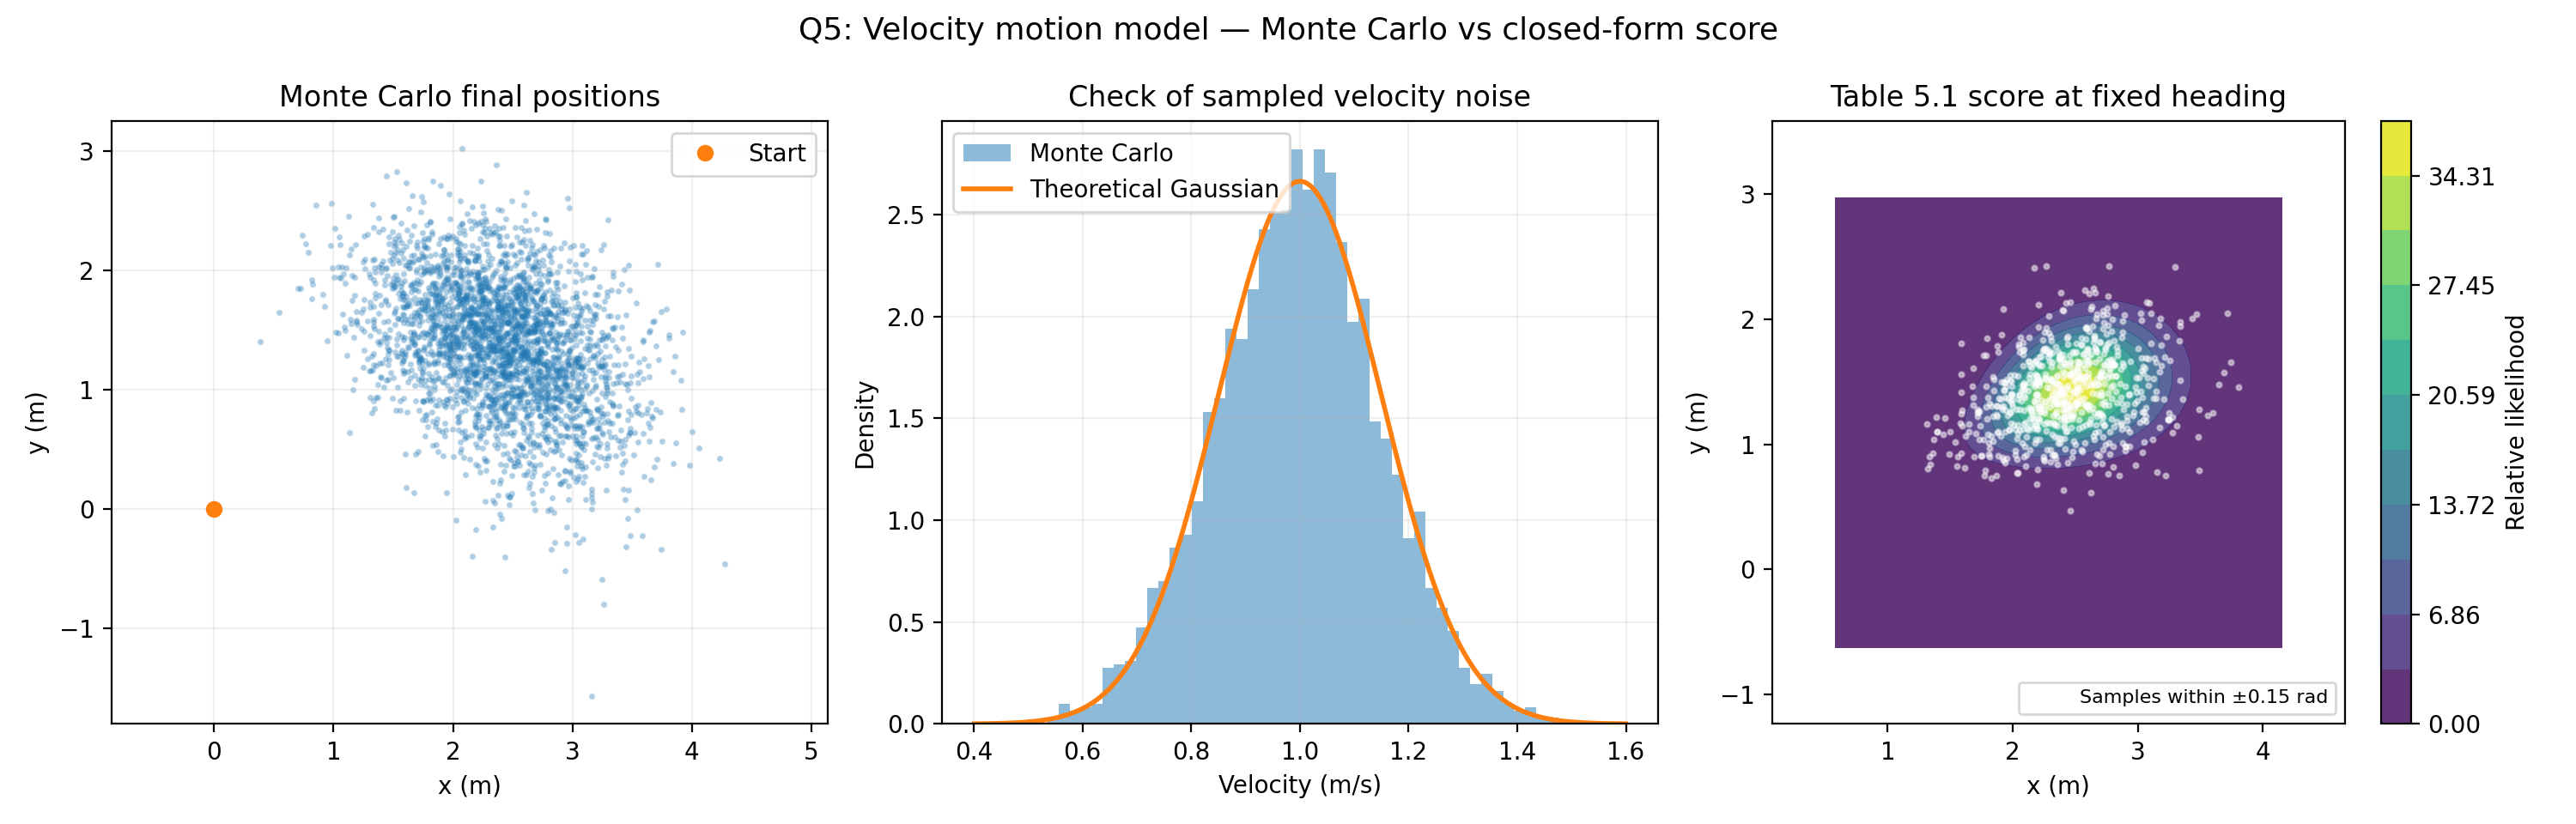 Q5: Velocity motion model — Monte Carlo vs closed-form score
Monte Carlo final positions
Start
3
2
1
0
−1
y (m)
0
1
2
3
4
5
x (m)
Check of sampled velocity noise
Monte Carlo
Theoretical Gaussian
2.5
2.0
1.5
1.0
0.5
0.0
Density
0.4
0.6
0.8
1.0
1.2
1.4
1.6
Velocity (m/s)
Table 5.1 score at fixed heading
3
2
1
0
−1
y (m)
Samples within ±0.15 rad
1
2
3
4
x (m)
34.31
27.45
20.59
13.72
6.86
0.00
Relative likelihood